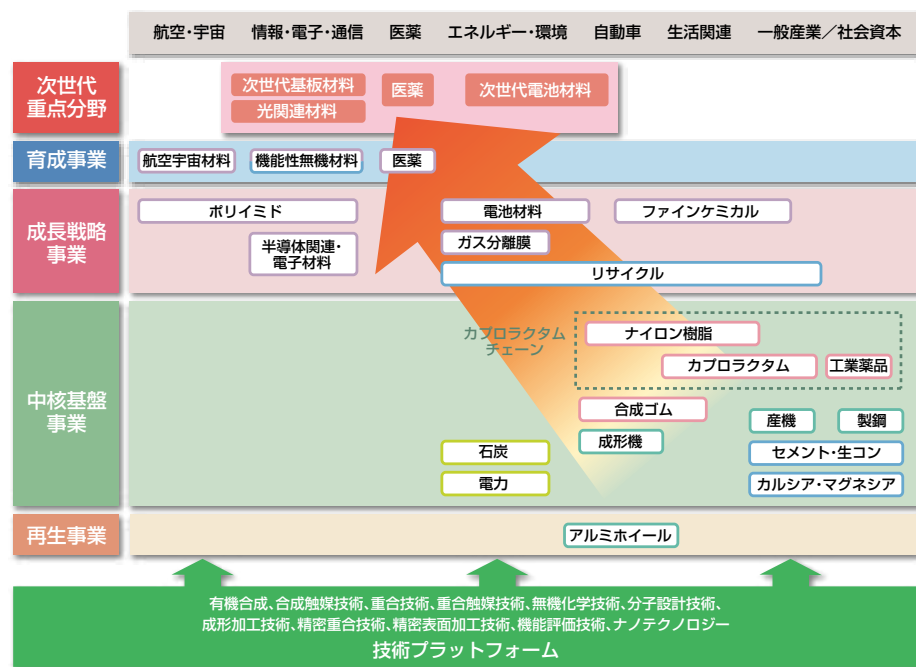 航空・宇宙 情報・電子・通信 医薬 エネルギー・環境 自動車 生活関連 一般産業／社会資本
次世代
重点分野
次世代基板材料
光関連材料
医薬
次世代電池材料
育成事業
航空宇宙材料
機能性無機材料
医薬
成長戦略
事業
ポリイミド
電池材料
ファインケミカル
半導体関連・
電子材料
ガス分離膜
リサイクル
中核基盤
事業
カプロラクタム
チェーン
ナイロン樹脂
カプロラクタム
工業薬品
合成ゴム
成形機
産機
製鋼
石炭
セメント・生コン
電力
カルシア・マグネシア
再生事業
アルミホイール
有機合成、合成触媒技術、重合技術、重合触媒技術、無機化学技術、分子設計技術、
成形加工技術、精密重合技術、精密表面加工技術、機能評価技術、ナノテクノロジー
技術プラットフォーム